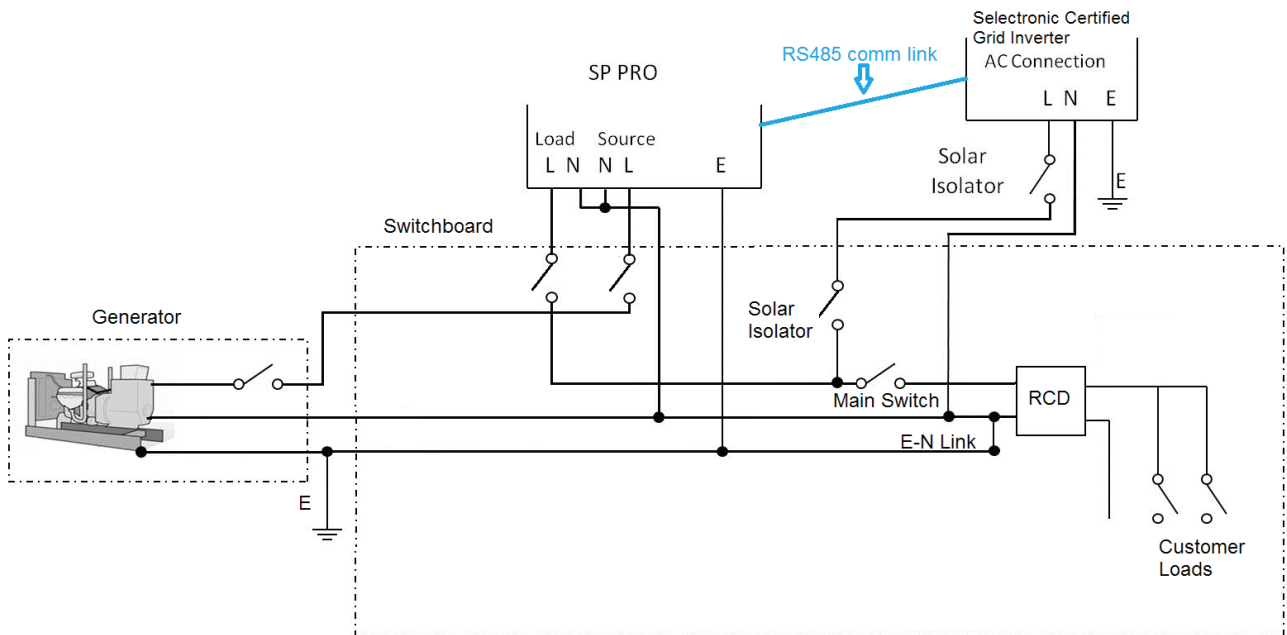 Selectronic Certified
Grid Inverter
AC Connection
L N E
RS485 comm link
SP PRO
Load Source
L N N L E
Solar
Isolator
E
Switchboard
Generator
Solar
Isolator
Main Switch
RCD
E-N Link
E
Customer
Loads